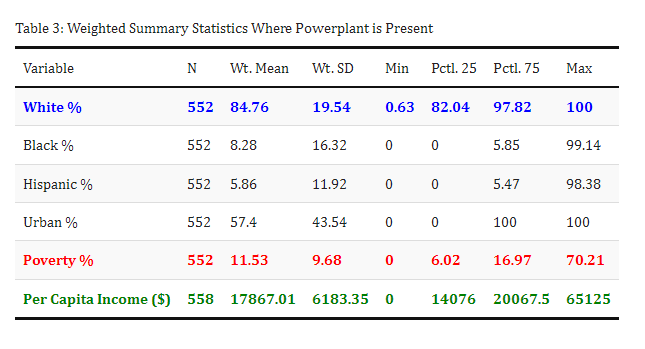 Table 3: Weighted Summary Statistics Where Powerplant is Present
Variable N Wt. Mean Wt. SD Min Pctl. 25 Pctl. 75 Max
White % 552 84.76 19.54 0.63 82.04 97.82 100
Black % 552 8.28 16.32 0 0 5.85 99.14
Hispanic % 552 5.86 11.92 0 0 5.47 98.38
Urban % 552 57.4 43.54 0 0 100 100
Poverty % 552 11.53 9.68 0 6.02 16.97 70.21
Per Capita Income ($) 558 17867.01 6183.35 0 14076 20067.5 65125